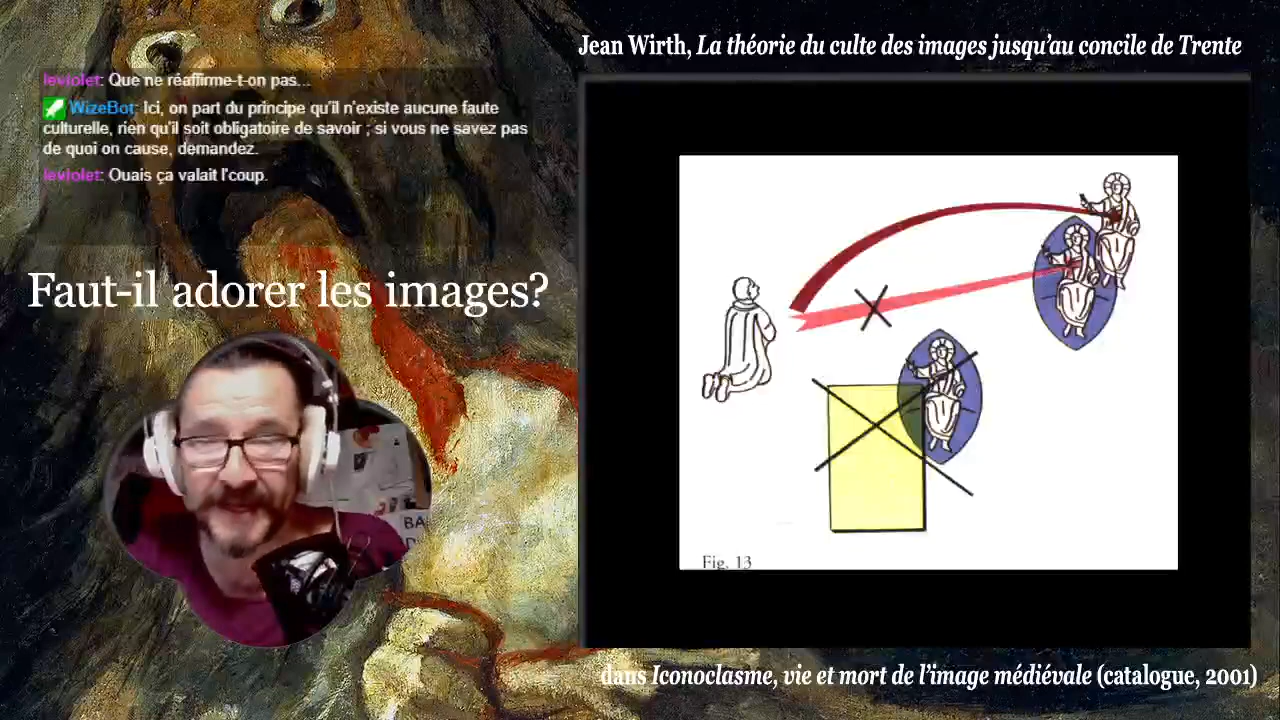 Jean Wirth, La théorie du culte des images jusqu'au concile de Trente
leviolet: Que ne réaffirme-t-on pas...
WizeBot: Ici, on part du principe qu'il n'existe aucune faute
culturelle, rien qu'il soit obligatoire de savoir ; si vous ne savez pas
de quoi on cause, demandez.
leviolet: Ouais ça valait l'coup.
Faut-il adorer les images?
BA
Fig. 13
dans Iconoclasme, vie et mort de l'image médiévale (catalogue, 2001)